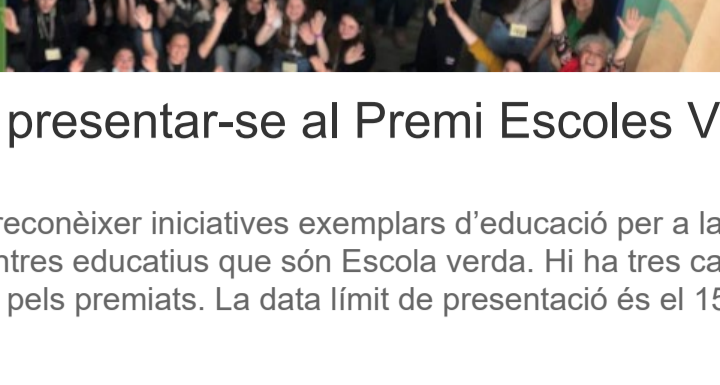 presentar-se al Premi Escoles V
reconèixer iniciatives exemplars d'educació per a la
ntres educatius que són Escola verda. Hi ha tres ca
pels premiats. La data límit de presentació és el 15